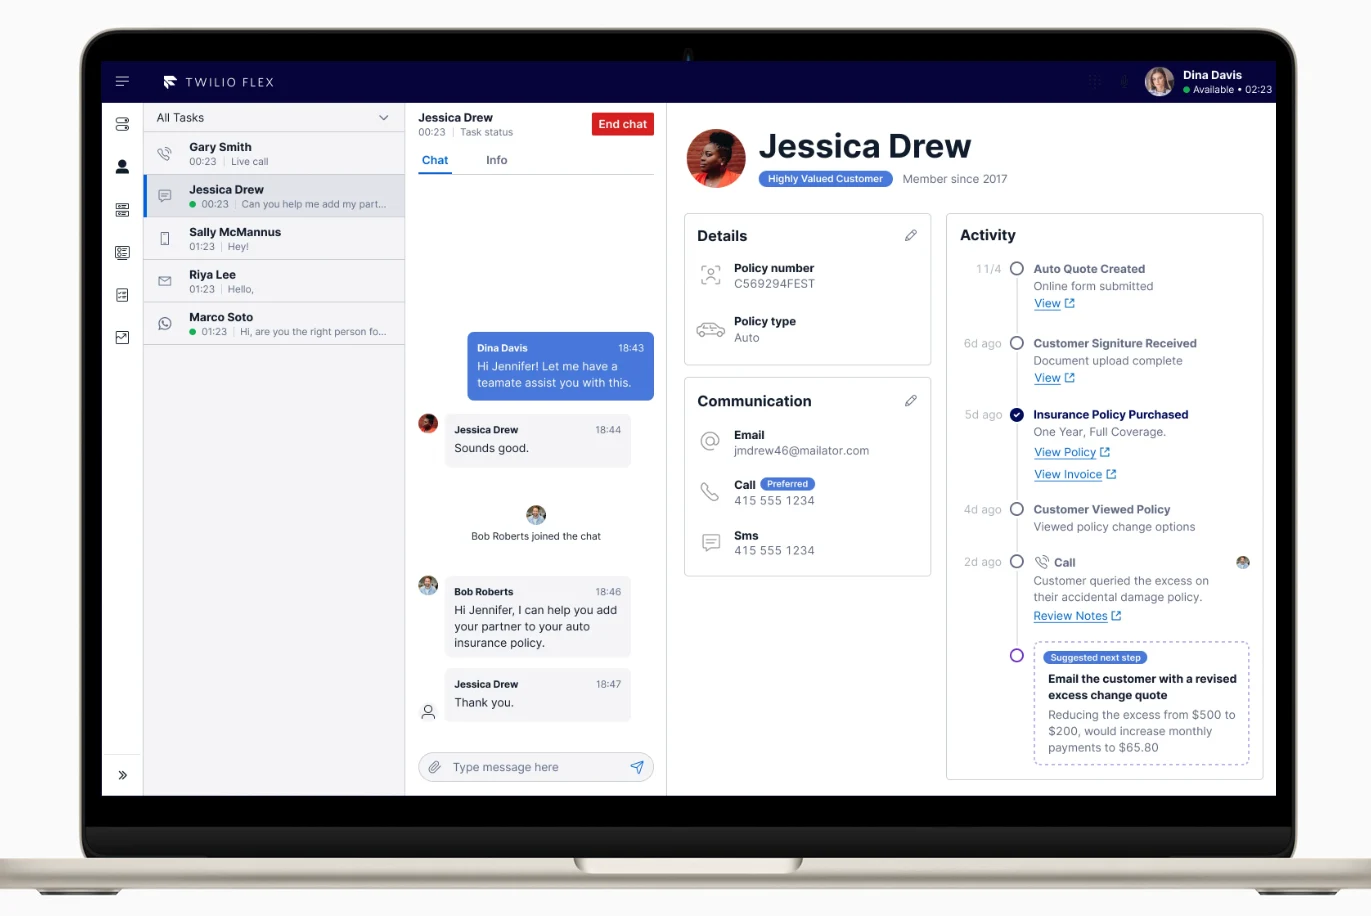 TWILIO FLEX
Dina Davis
Available • 02:23
All Tasks
Gary Smith
00:23 | Live call
Jessica Drew
00:23 | Can you help me add my part...
Sally McMannus
01:23 | Hey!
Riya Lee
01:23 | Hello,
Marco Soto
01:23 | Hi, are you the right person fo...
Jessica Drew
00:23 | Task status
End chat
Chat
Info
Dina Davis 18:43
Hi Jennifer! Let me have a
teamate assist you with this.
Jessica Drew 18:44
Sounds good.
Bob Roberts joined the chat
Bob Roberts 18:46
Hi Jennifer, I can help you add
your partner to your auto
insurance policy.
Jessica Drew 18:47
Thank you.
Type message here
Jessica Drew
Highly Valued Customer
Member since 2017
Details
Policy number
C569294FEST
Policy type
Auto
Communication
Email
jmdrew46@mailator.com
Call Preferred
415 555 1234
Sms
415 555 1234
Activity
11/4 Auto Quote Created
Online form submitted
View
6d ago Customer Signiture Received
Document upload complete
View
5d ago Insurance Policy Purchased
One Year, Full Coverage.
View Policy
View Invoice
4d ago Customer Viewed Policy
Viewed policy change options
2d ago Call
Customer queried the excess on
their accidental damage policy.
Review Notes
Suggested next step
Email the customer with a revised
excess change quote
Reducing the excess from $500 to
$200, would increase monthly
payments to $65.80